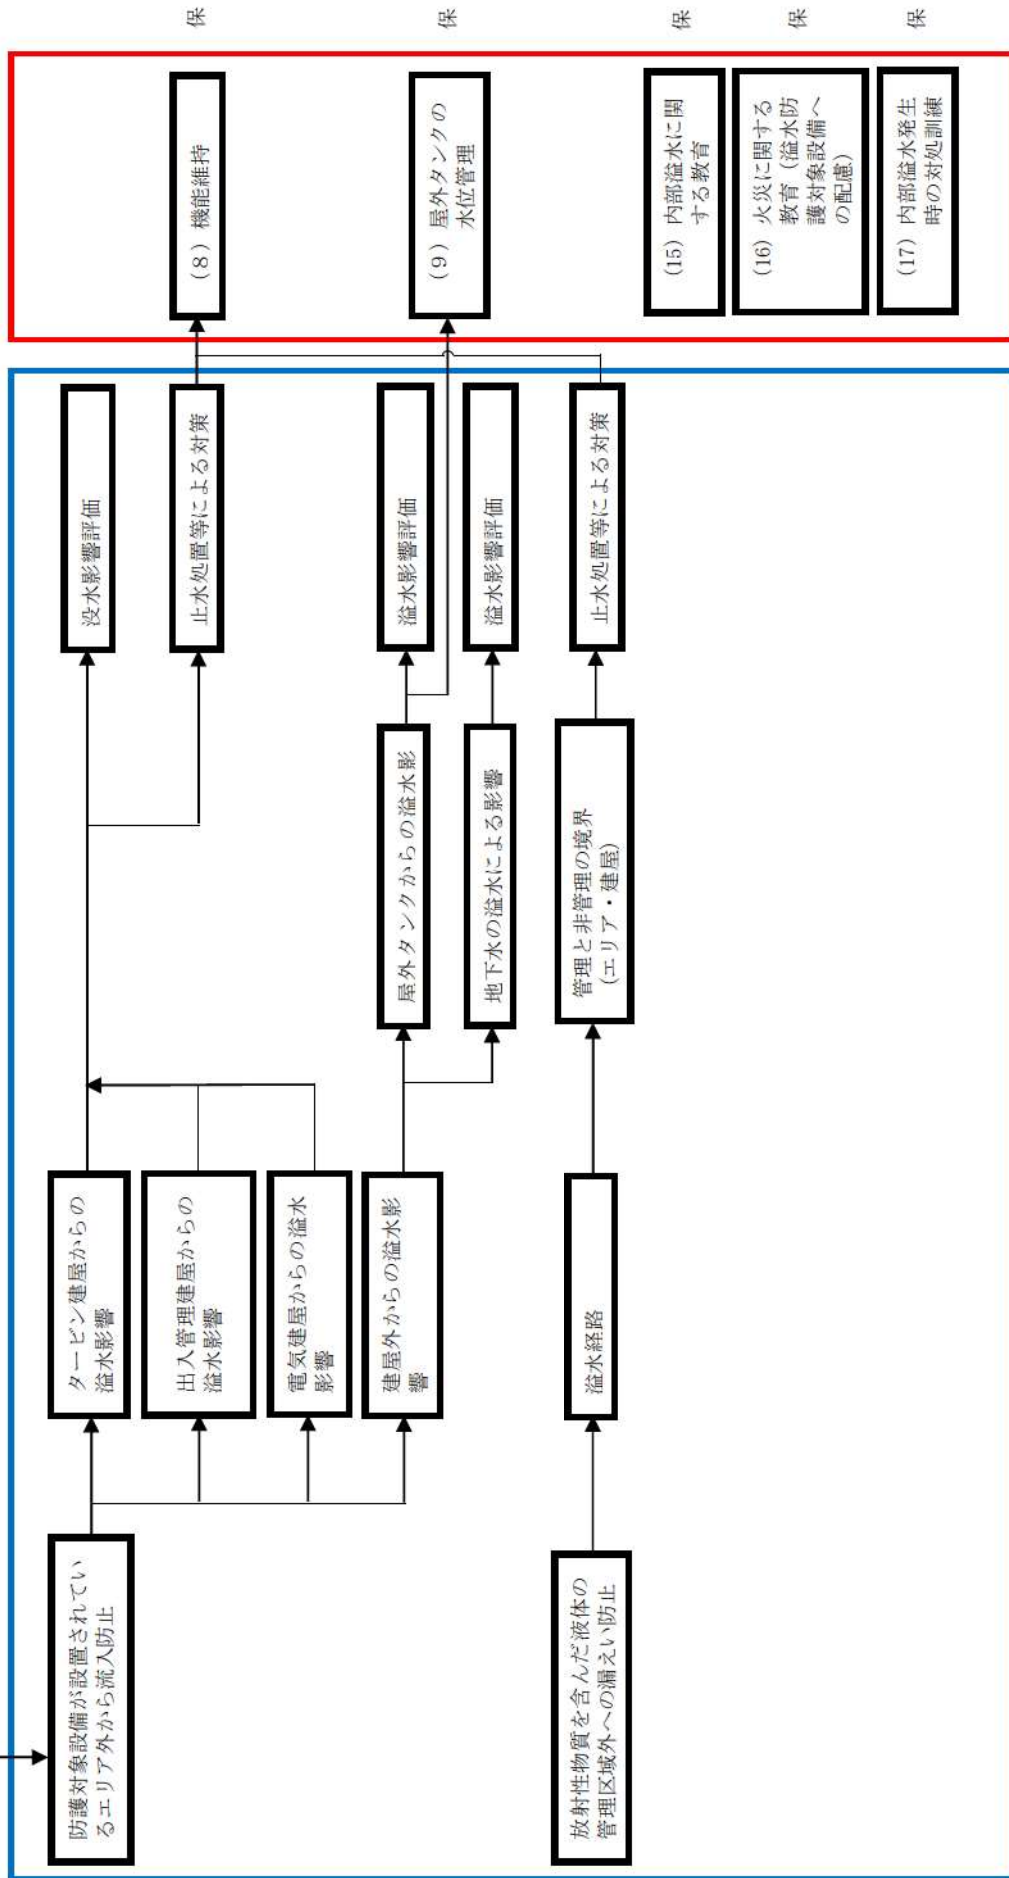 防護対象設備が設置されてい
るエリア外から流入防止
タービン建屋からの
溢水影響
出入管理建屋からの
溢水影響
電気建屋からの溢水
影響
建屋外からの溢水影
響
没水影響評価
止水処置等による対策
(8) 機能維持
保
屋外タンクからの溢水影
溢水影響評価
(9) 屋外タンクの
水位管理
保
地下水の溢水による影響
溢水影響評価
放射性物質を含んだ液体の
管理区域外への漏えい防止
溢水経路
管理と非管理の境界
(エリア・建屋)
止水処置等による対策
(15) 内部溢水に関
する教育
保
(16) 火災に関する
教育（溢水防
護対象設備へ
の配慮）
保
(17) 内部溢水発生
時の対処訓練
保